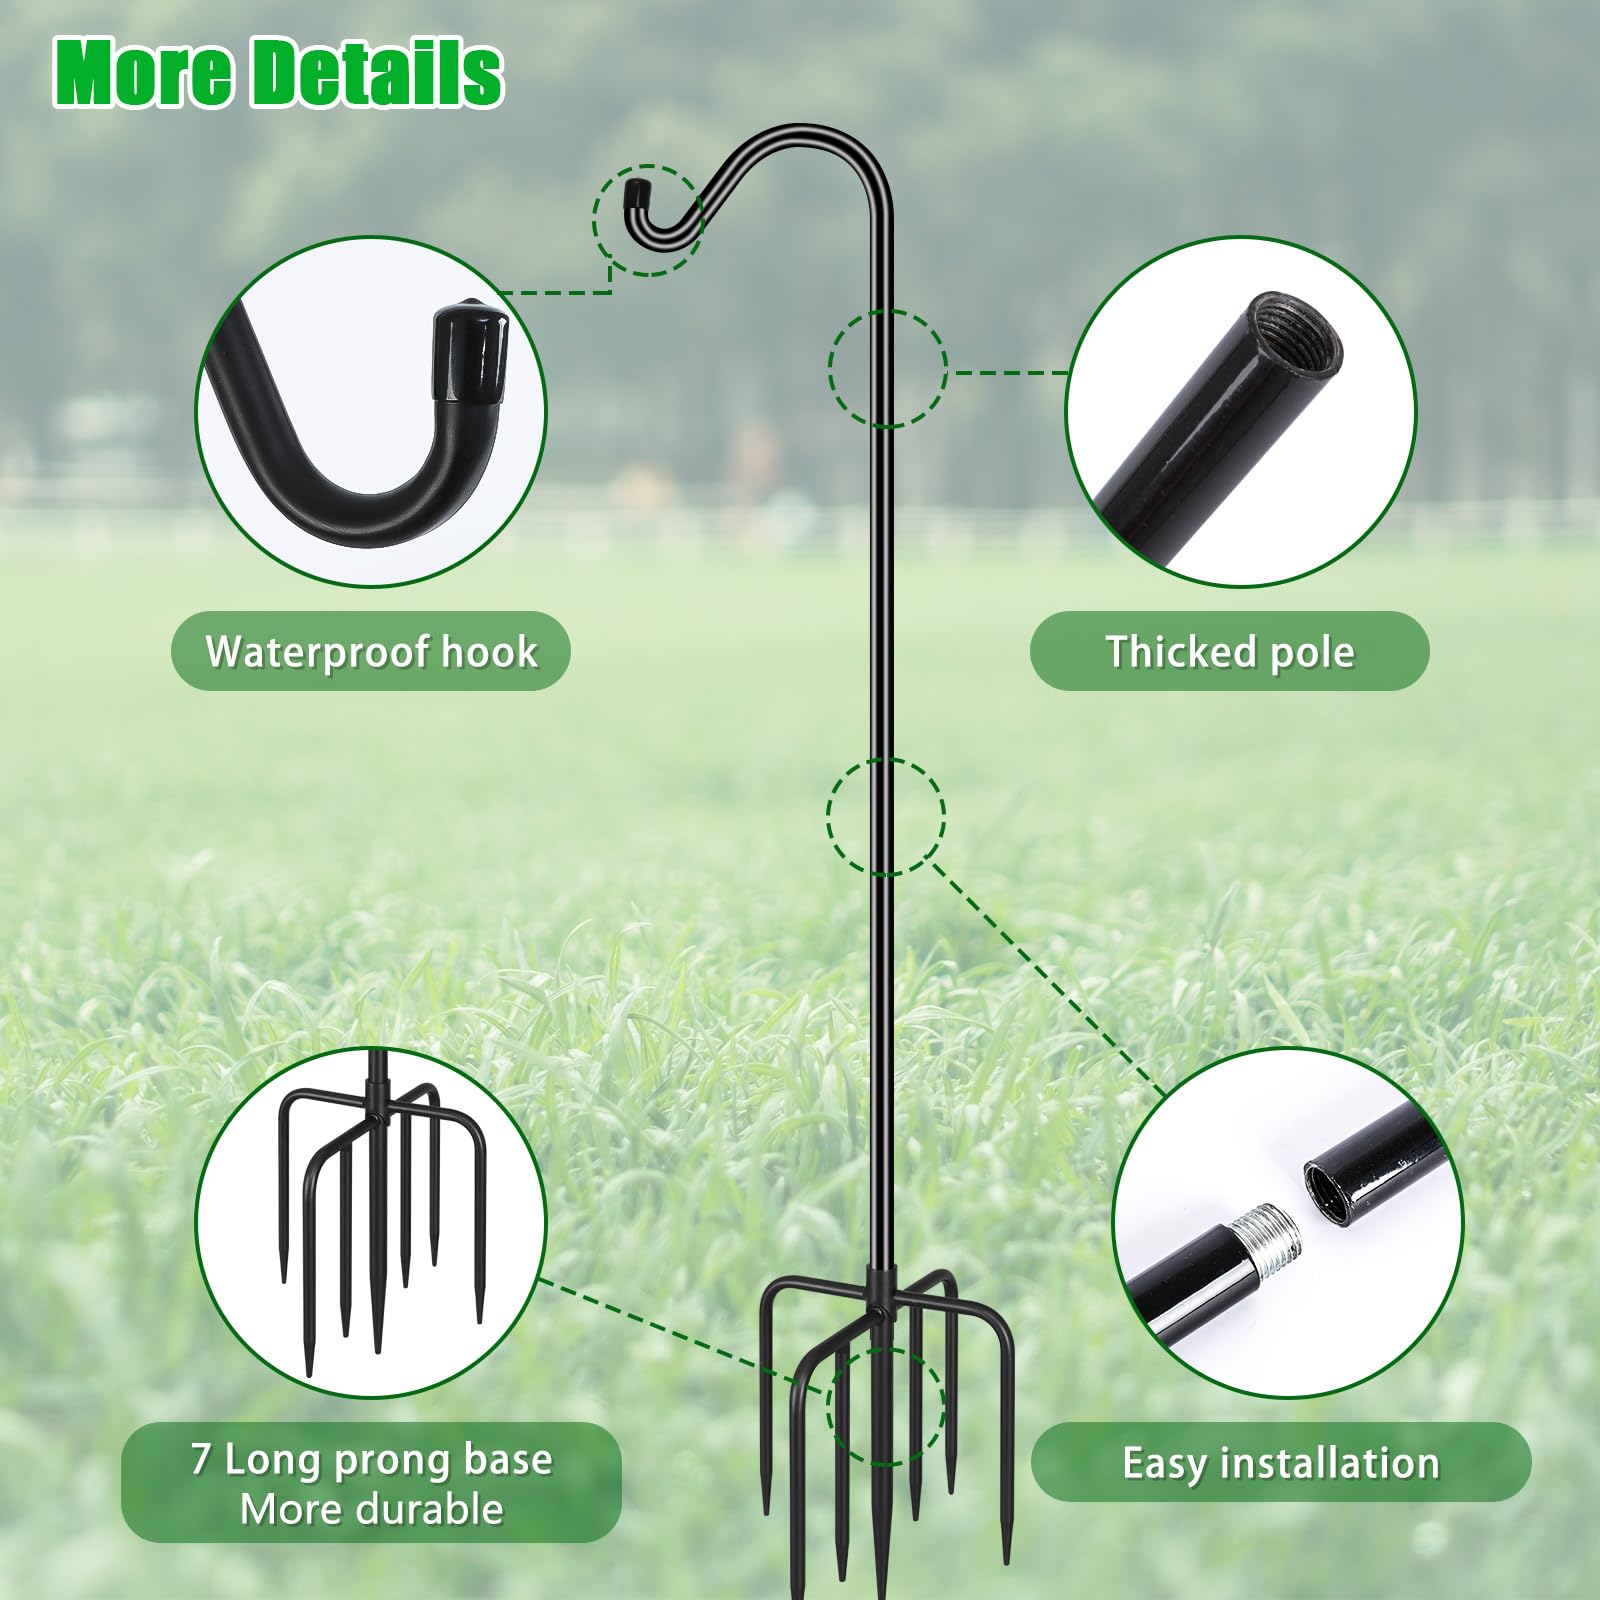 More Details
Waterproof hook
Thicked pole
7 Long prong base
More durable
Easy installation